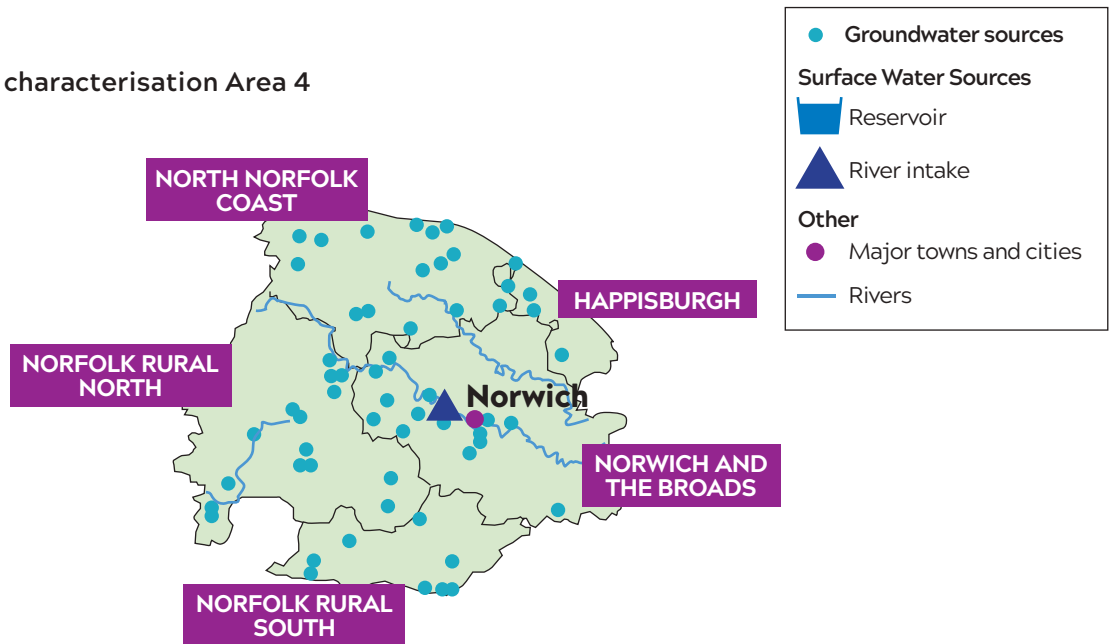 characterisation Area 4
Groundwater sources
Surface Water Sources
Reservoir
River intake
Other
Major towns and cities
Rivers
NORTH NORFOLK
COAST
HAPPISBURGH
NORFOLK RURAL
NORTH
Norwich
NORWICH AND
THE BROADS
NORFOLK RURAL
SOUTH